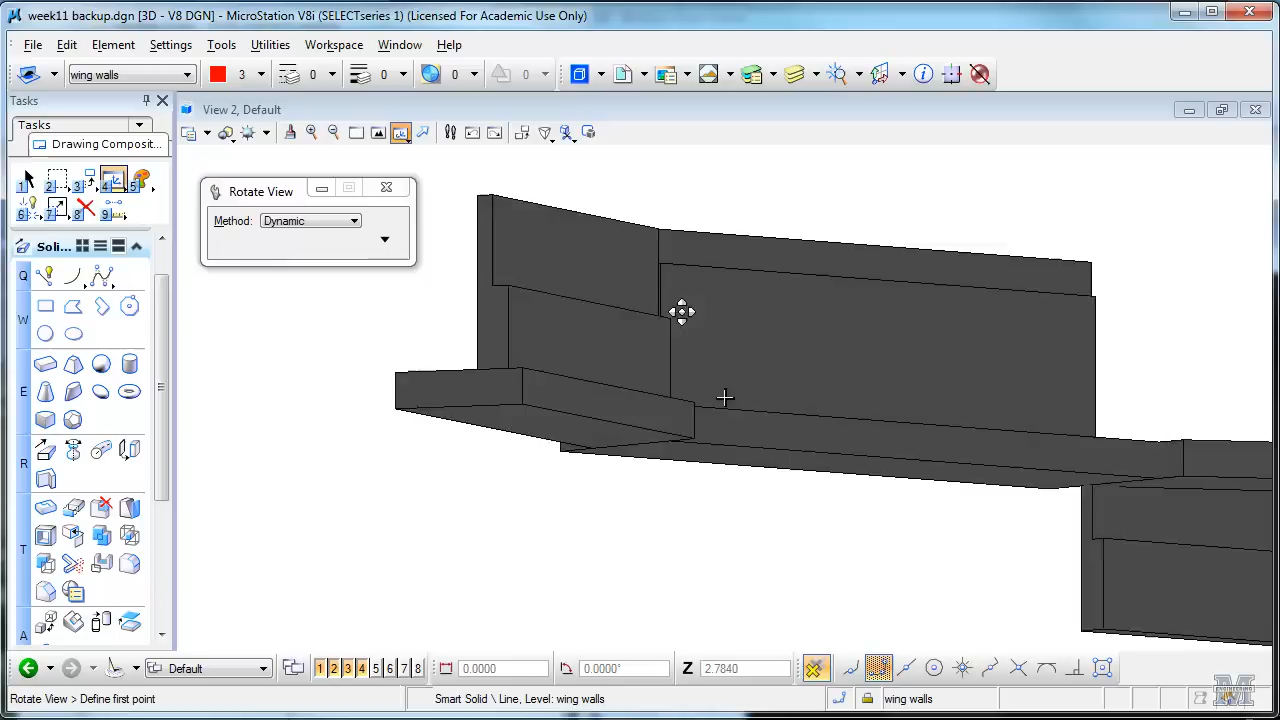 week11 backup.dgn [3D - V8 DGN] - MicroStation V8i (SELECTseries 1) (Licensed For Academic Use Only)
File Edit Element Settings Tools Utilities Workspace Window Help
wing walls 3 0 0 0 0
Tasks
View 2, Default
Tasks
Drawing Composit...
1 2 3 4 5
6 7 8 9
Rotate View
Method: Dynamic
Soli...
Q
W
E
R
T
A
Default 1 2 3 4 5 6 7 8 0.0000 0.0000° Z 2.7840
Rotate View > Define first point Smart Solid \ Line, Level: wing walls wing walls
M
ENGINEERING